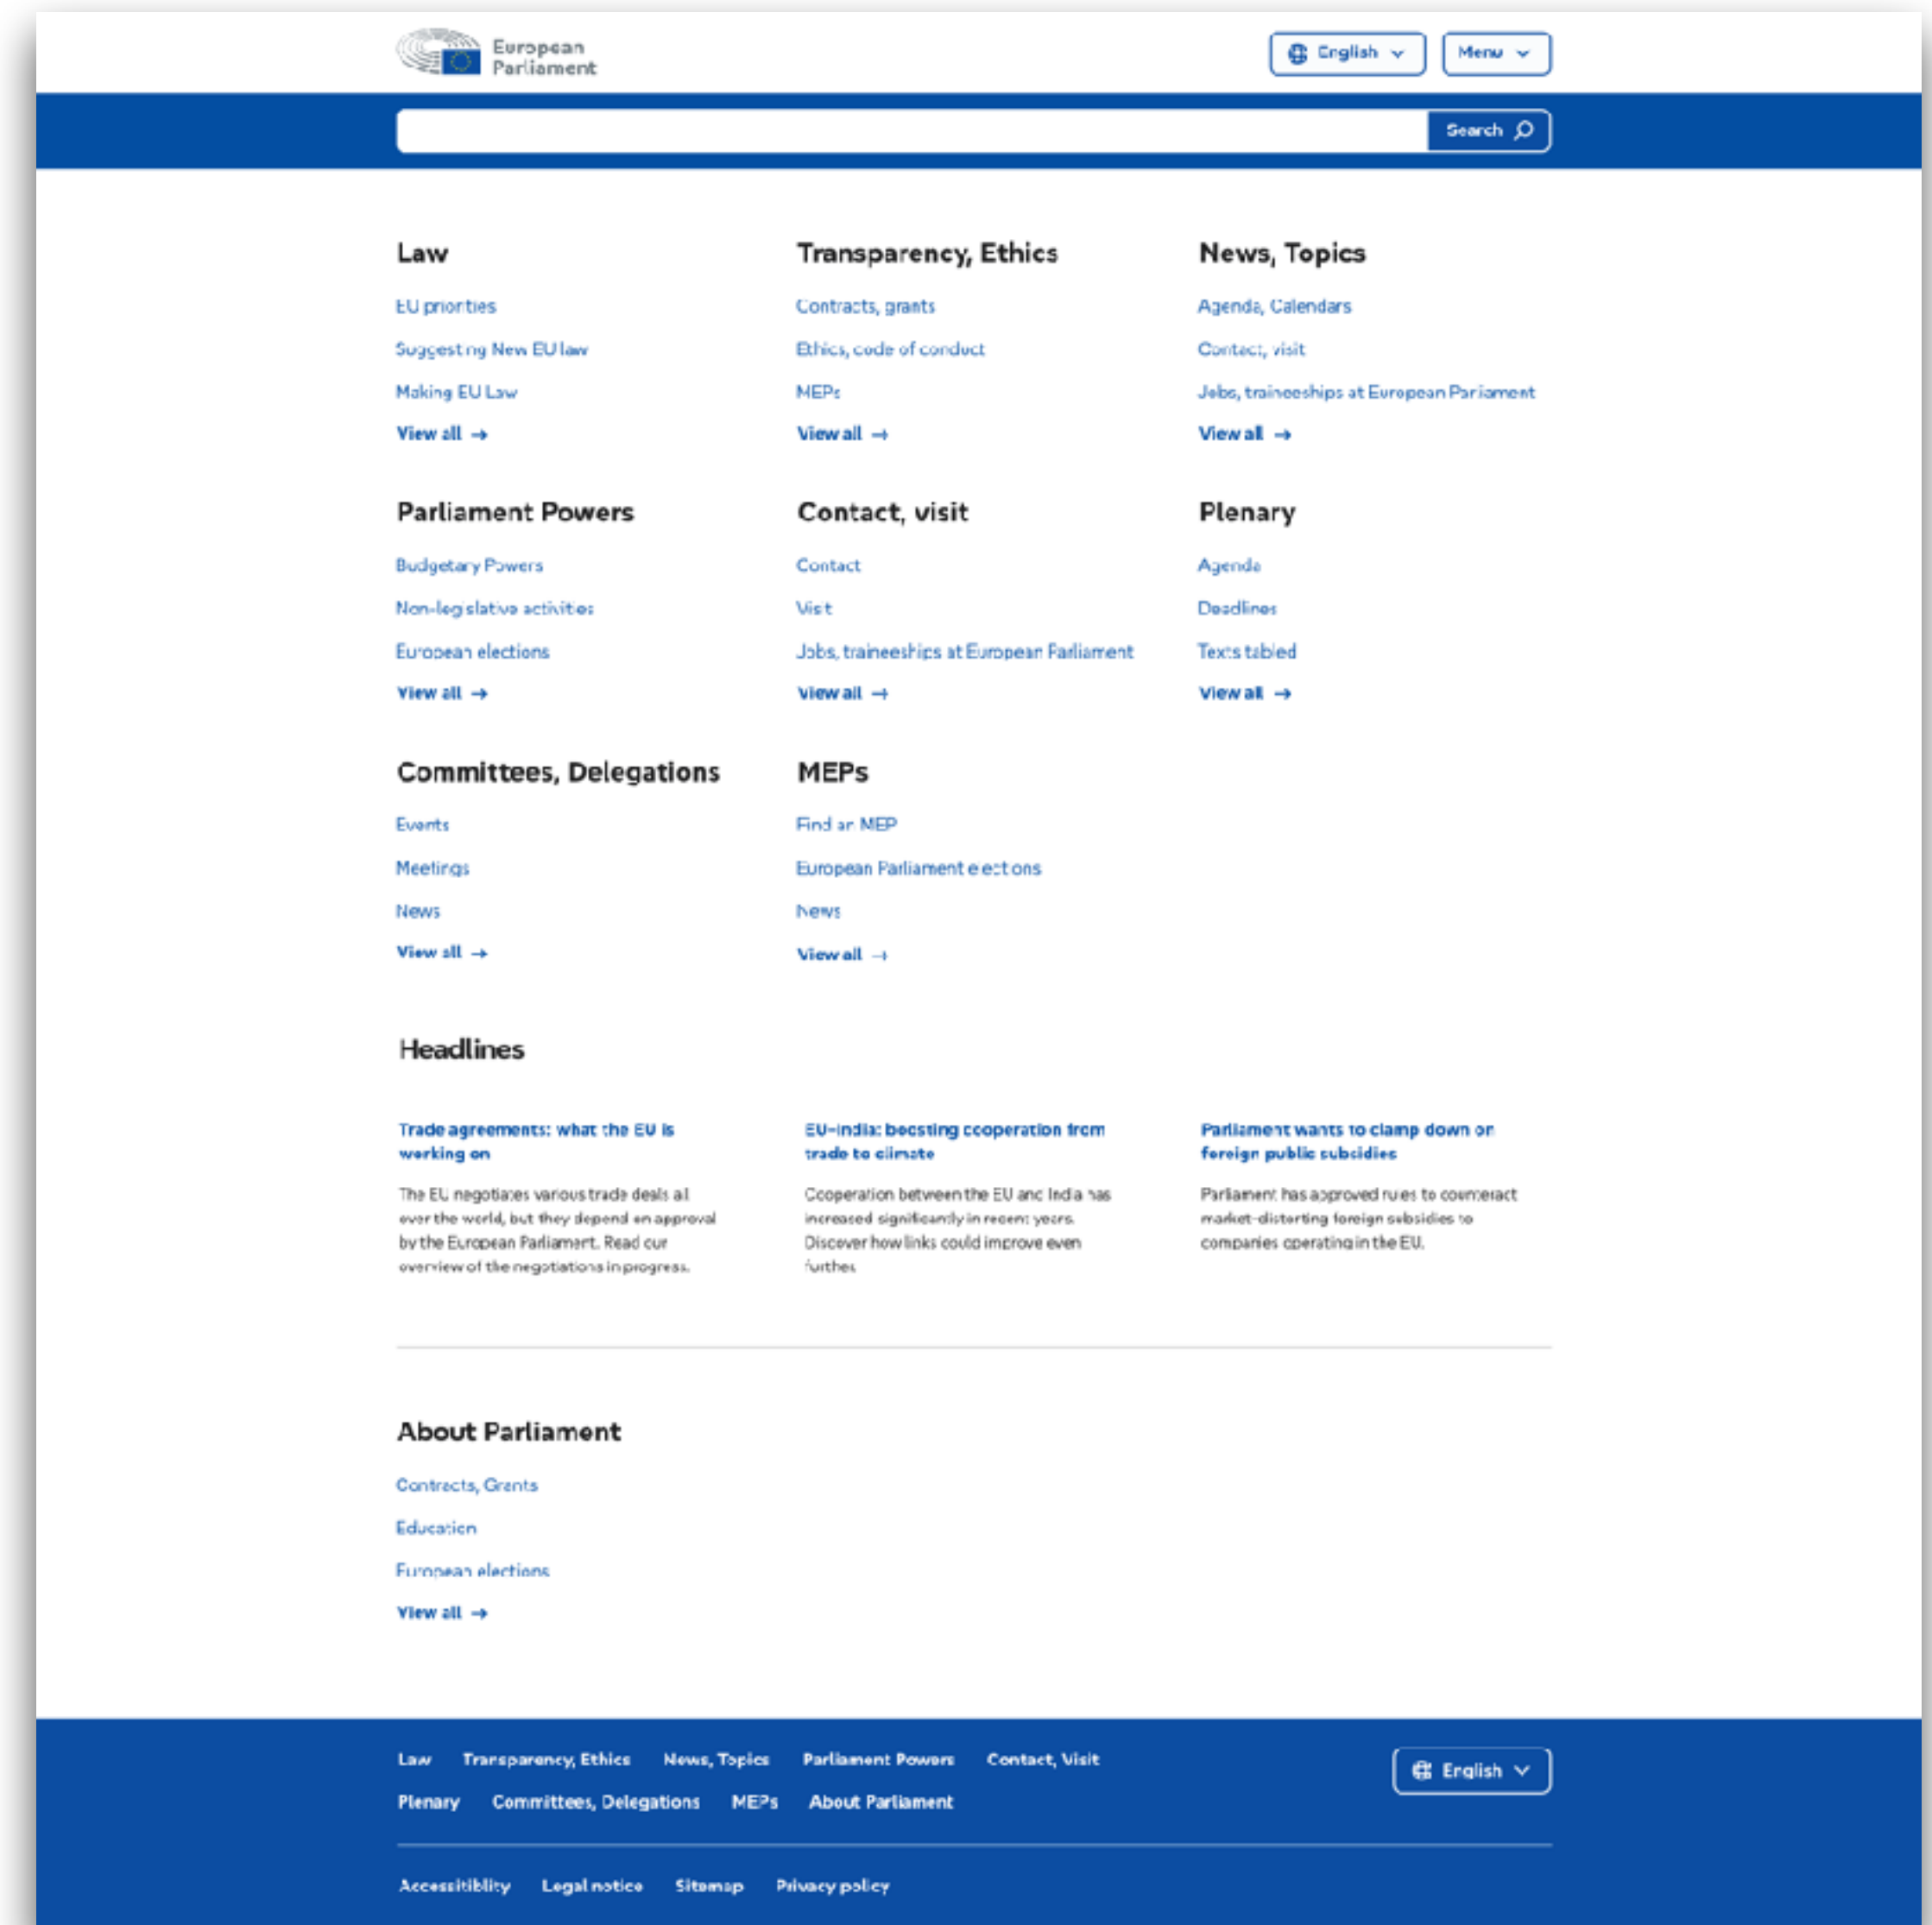 European
Parliament
English
Menu
Search
Law
EU priorities
Suggesting New EU law
Making EU Law
View all →
Transparency, Ethics
Contracts, grants
Ethics, code of conduct
MEPs
View all →
News, Topics
Agenda, Calendars
Contact, visit
Jobs, traineeships at European Parliament
View all →
Parliament Powers
Budgetary Powers
Non-legislative activities
European elections
View all →
Contact, visit
Contact
Visit
Jobs, traineeships at European Parliament
View all →
Plenary
Agenda
Deadlines
Texts tabled
View all →
Committees, Delegations
Events
Meetings
News
View all →
MEPs
Find an MEP
European Parliament elections
News
View all →
Headlines
Trade agreements: what the EU is
working on
The EU negotiates various trade deals all
over the world, but they depend on approval
by the European Parliament. Read our
overview of the negotiations in progress.
EU-India: boosting cooperation from
trade to climate
Cooperation between the EU and India has
increased significantly in recent years.
Discover how links could improve even
further.
Parliament wants to clamp down on
foreign public subsidies
Parliament has approved rules to counteract
market-distorting foreign subsidies to
companies operating in the EU.
About Parliament
Contracts, Grants
Education
European elections
View all →
Law Transparency, Ethics News, Topics Parliament Powers Contact, Visit
Plenary Committees, Delegations MEPs About Parliament
English
Accessitiblity Legal notice Sitemap Privacy policy